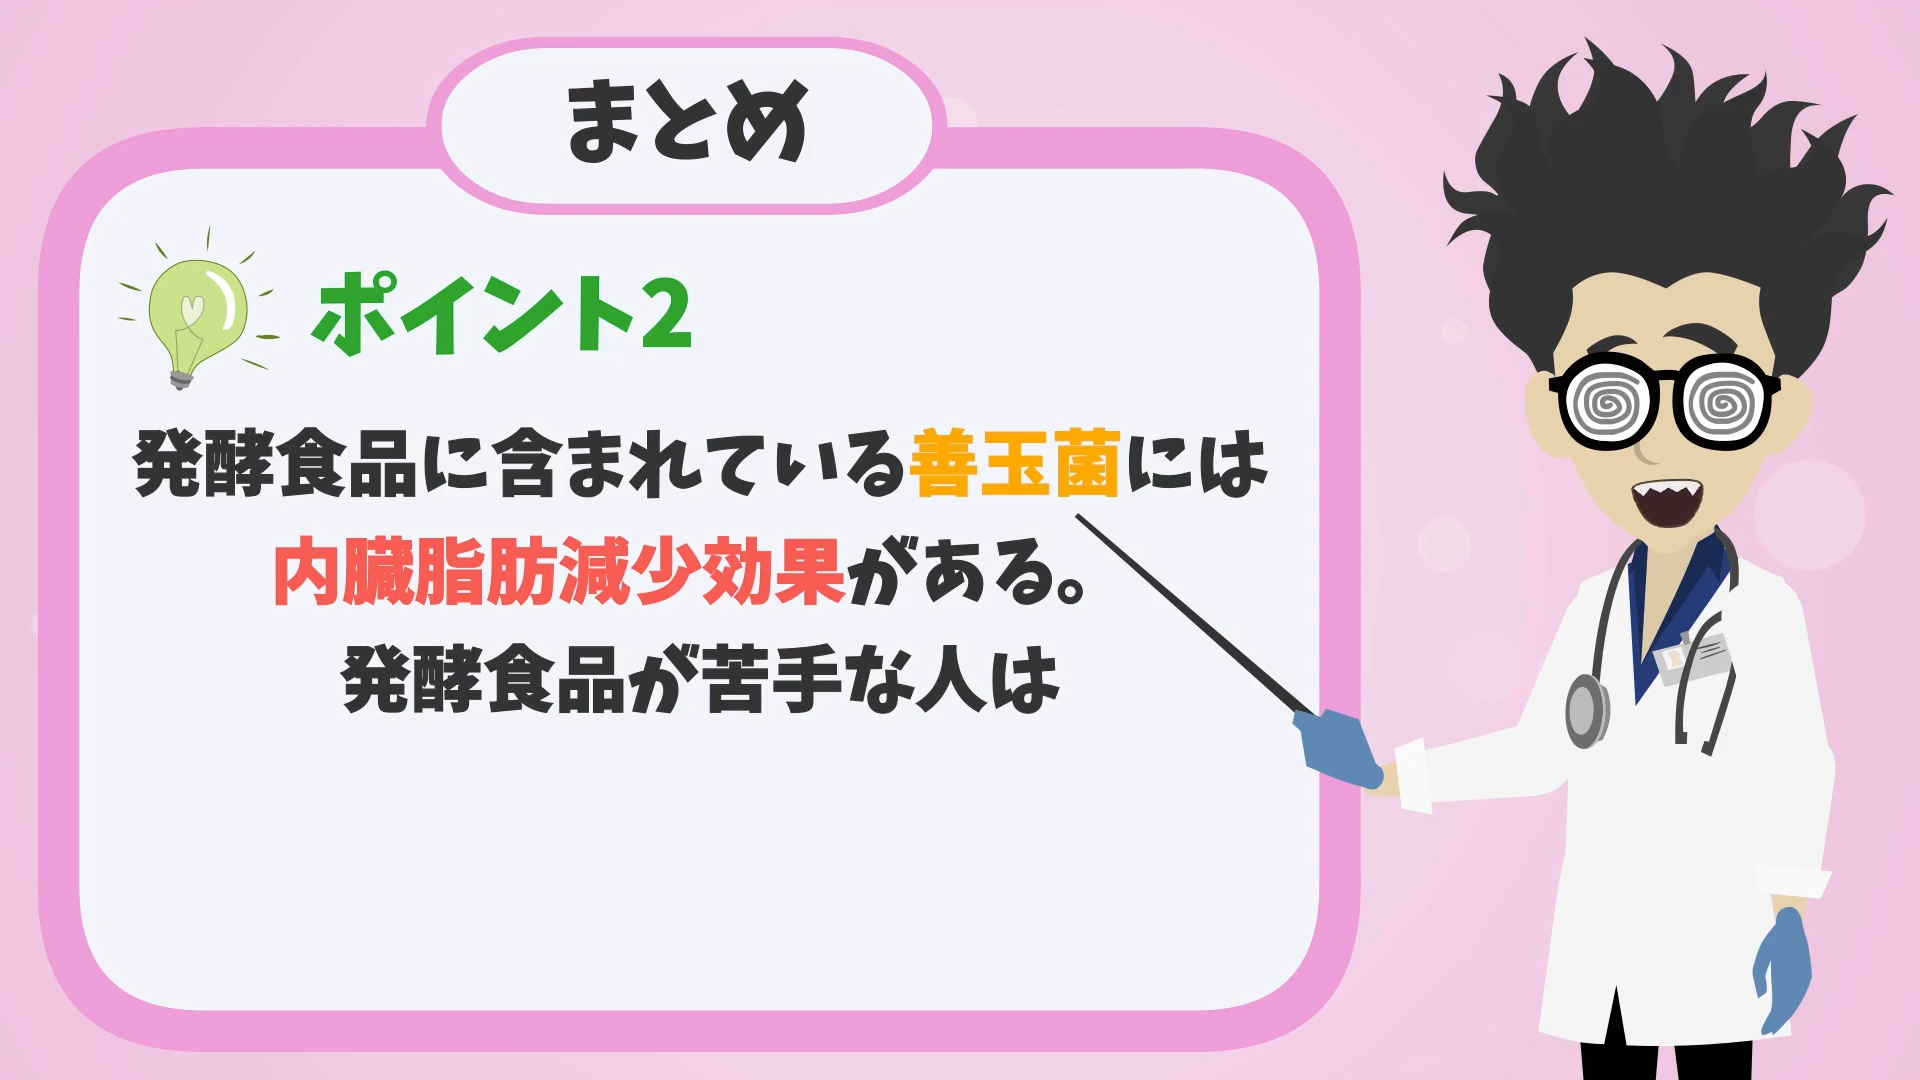 まとめ
ポイント2
発酵食品に含まれている善玉菌には
内臓脂肪減少効果がある。
発酵食品が苦手な人は